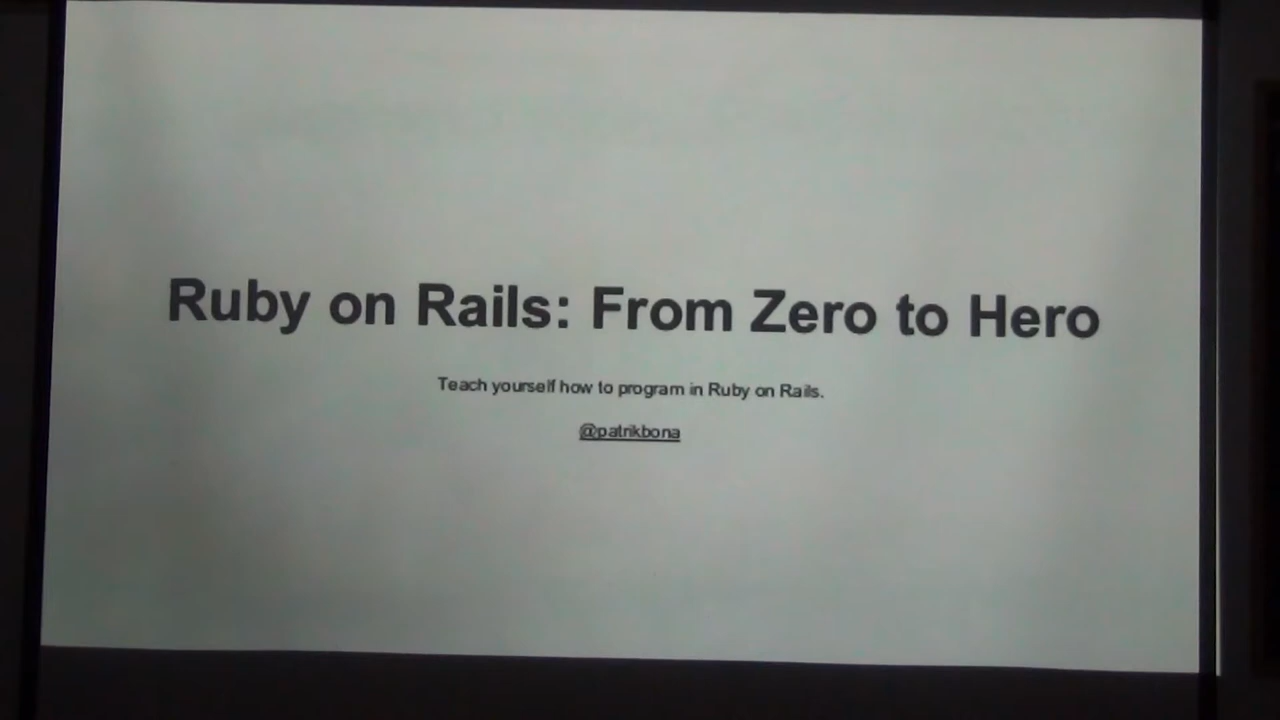 Ruby on Rails: From Zero to Hero
Teach yourself how to program in Ruby on Rails.
@patrikbona